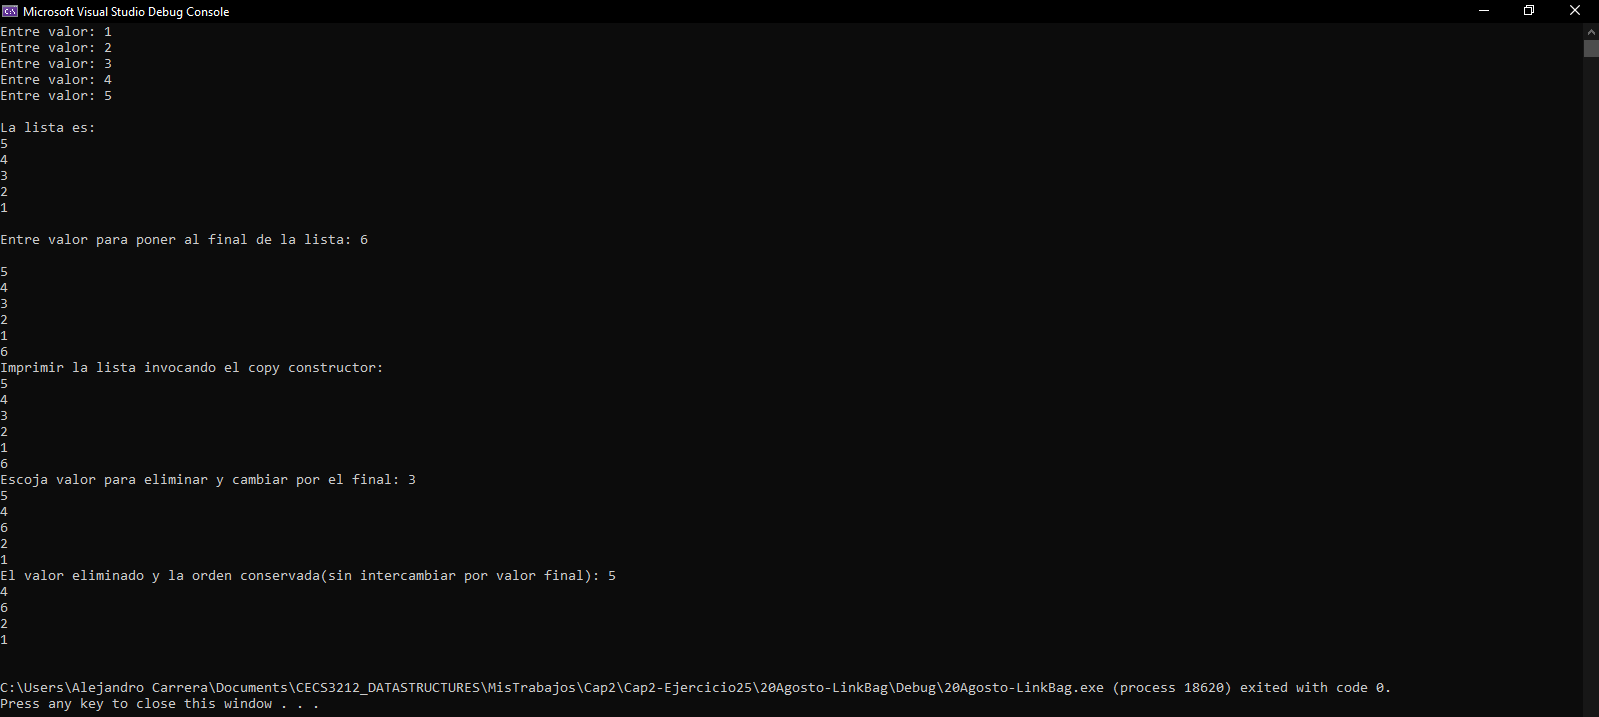 Microsoft Visual Studio Debug Console
Entre valor: 1
Entre valor: 2
Entre valor: 3
Entre valor: 4
Entre valor: 5
La lista es:
5
4
3
2
1
Entre valor para poner al final de la lista: 6
5
4
3
2
1
6
Imprimir la lista invocando el copy constructor:
5
4
3
2
1
6
Escoja valor para eliminar y cambiar por el final: 3
5
4
6
2
1
El valor eliminado y la orden conservada(sin intercambiar por valor final): 5
4
6
2
1
C:\Users\Alejandro Carrera\Documents\CECS3212_DATASTRUCTURES\MisTrabajos\Cap2\Cap2-Ejercicio25\20Agosto-LinkBag\Debug\20Agosto-LinkBag.exe (process 18620) exited with code 0.
Press any key to close this window . . .